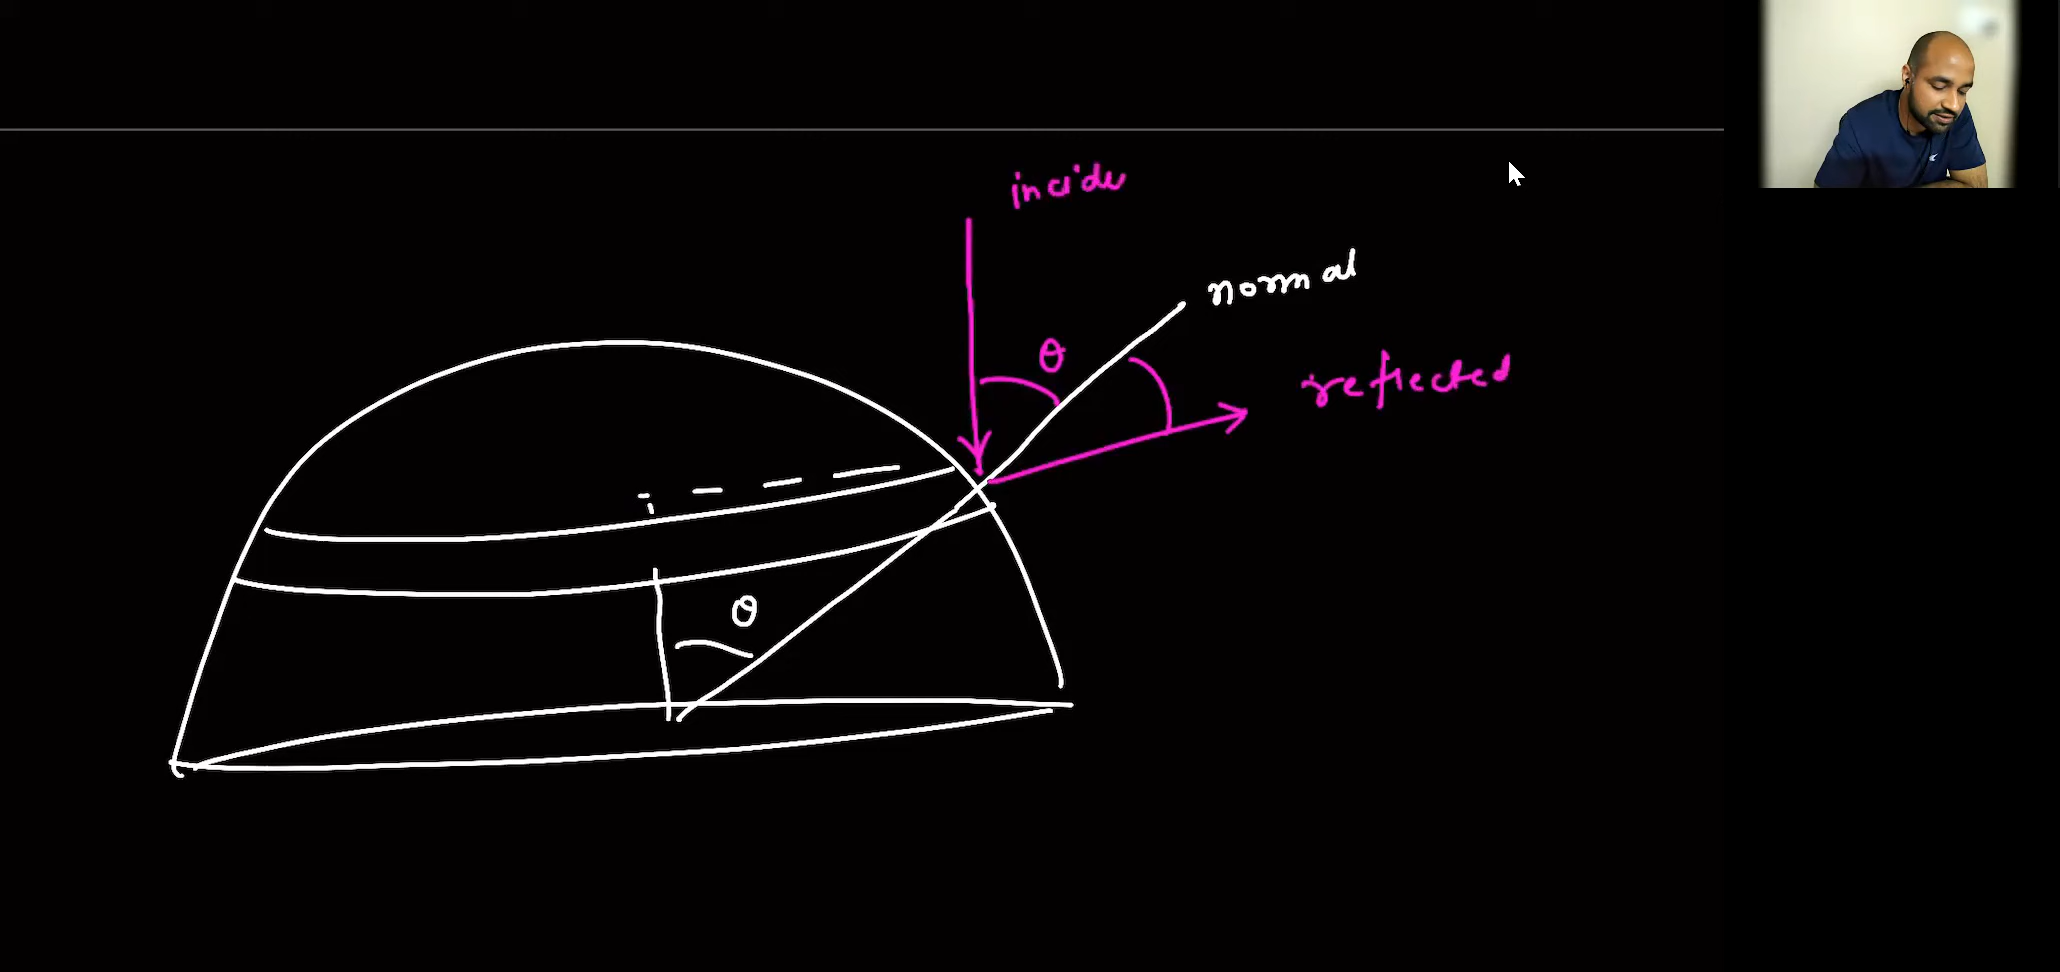 incide
normal
θ
reflected
θ